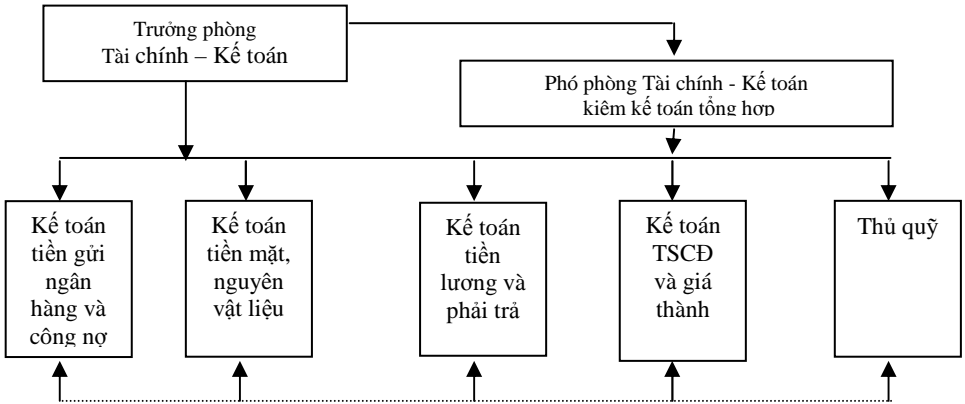 Trưởng phòng
Tài chính – Kế toán
Phó phòng Tài chính - Kế toán
kiêm kế toán tổng hợp
Kế toán
tiền gửi
ngân
hàng và
công nợ
Kế toán
tiền mặt,
nguyên
vật liệu
Kế toán
tiền
lương và
phải trả
Kế toán
TSCĐ
và giá
thành
Thủ quỹ